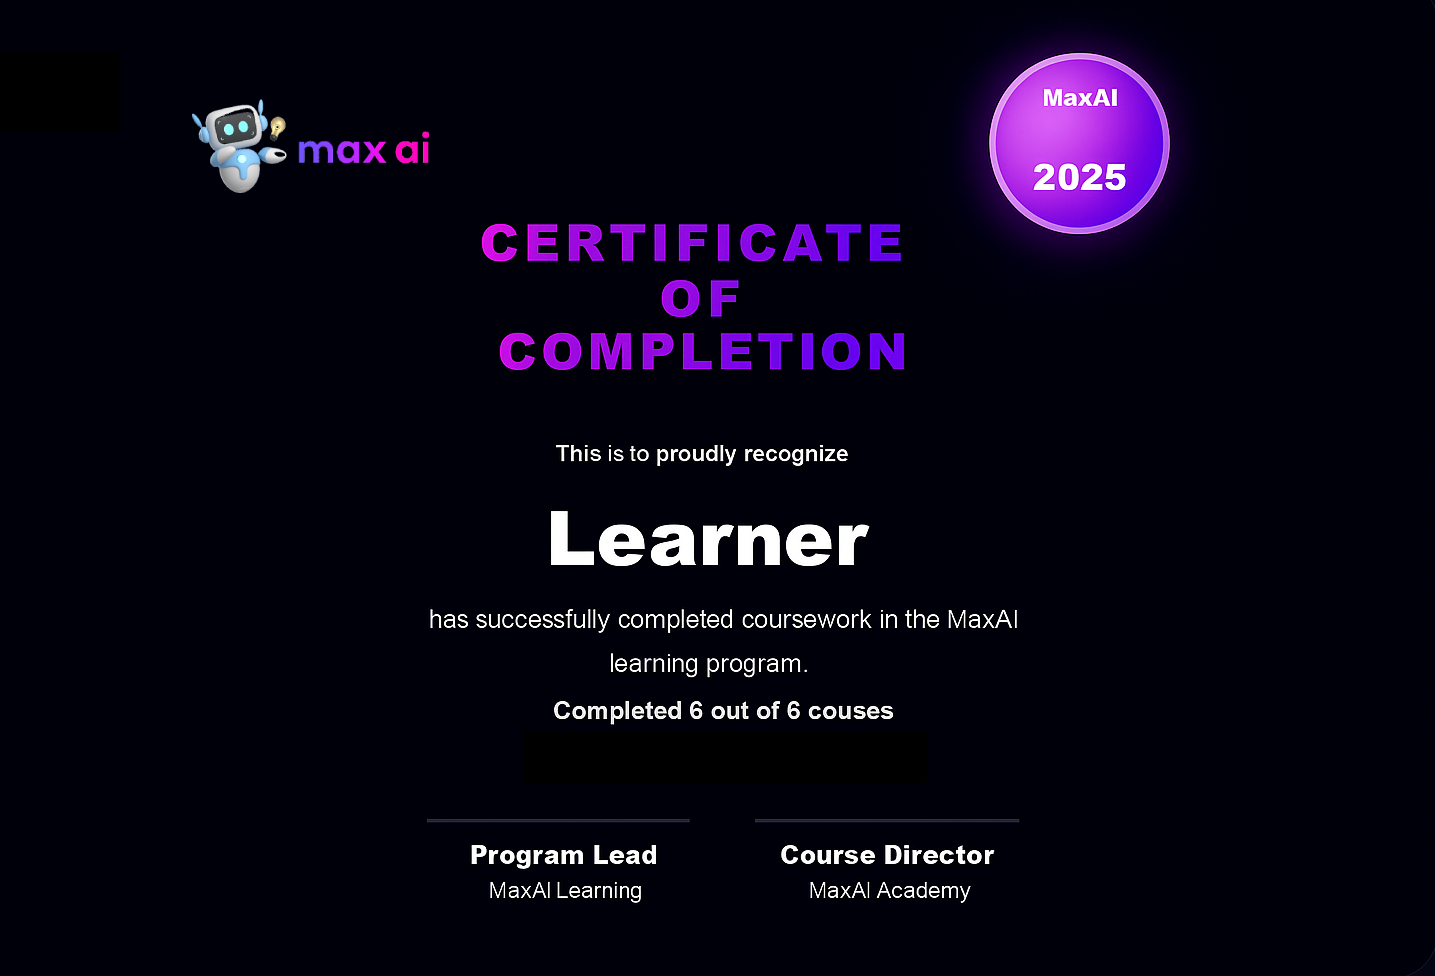 max ai
MaxAI
2025
CERTIFICATE
OF
COMPLETION
This is to proudly recognize
Learner
has successfully completed coursework in the MaxAI
learning program.
Completed 6 out of 6 couses
Program Lead
MaxAI Learning
Course Director
MaxAI Academy